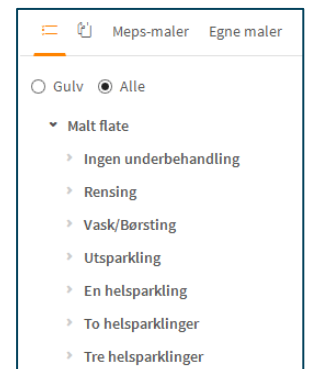 Meps-maler Egne maler
Gulv Alle
Malt flate
Ingen underbehandling
Rensing
Vask/Børsting
Utsparkling
En helsparkling
To helsparklinger
Tre helsparklinger